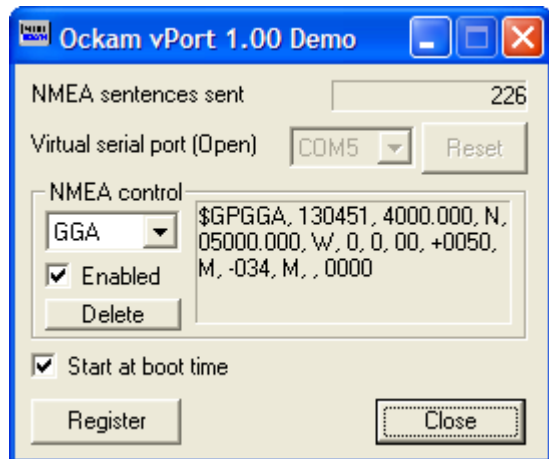 Ockam vPort 1.00 Demo
NMEA sentences sent 226
Virtual serial port (Open) COM5 Reset
NMEA control
GGA
Enabled
Delete
$GPGGA, 130451, 4000.000, N,
05000.000, W, 0, 0, 00, +0050,
M, -034, M, , 0000
Start at boot time
Register Close